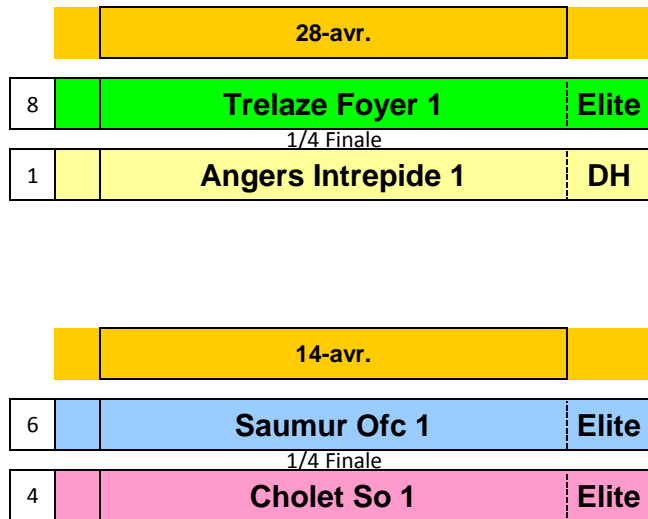 28-avr.
8 Trelaze Foyer 1 Elite
1/4 Finale
1 Angers Intrepide 1 DH
14-avr.
6 Saumur Ofc 1 Elite
1/4 Finale
4 Cholet So 1 Elite